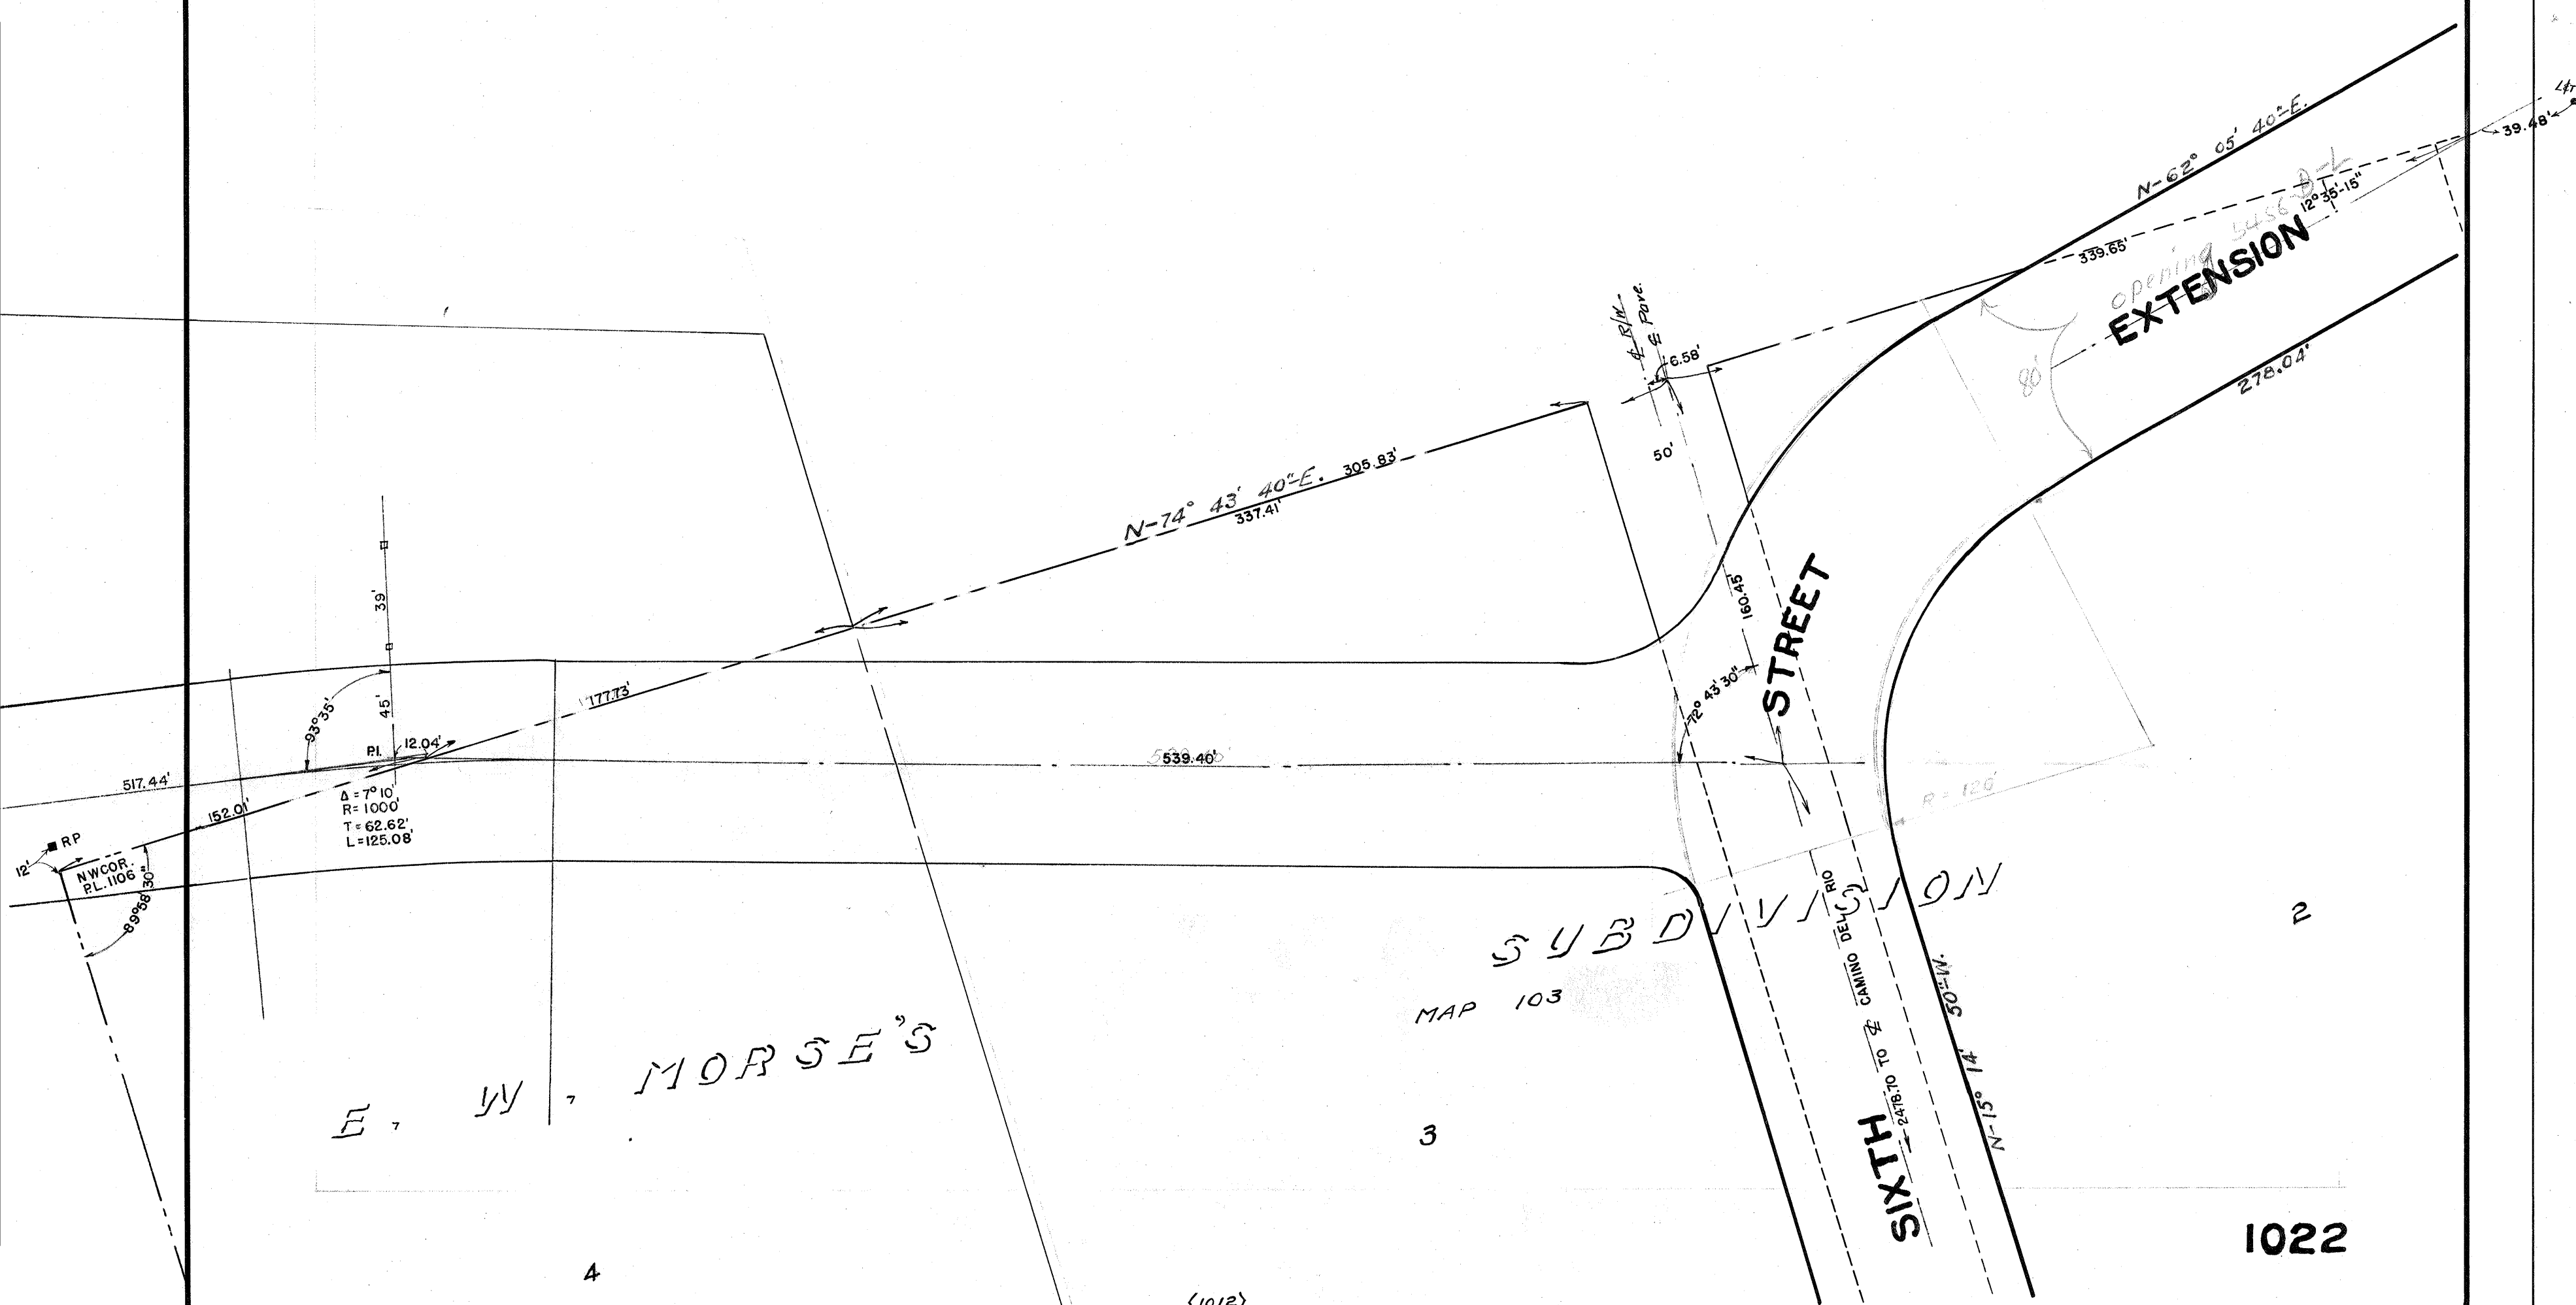 N-62° 05' 40"-E.
39.48'
12°35'-15"
339.65'
opening 5456-B-L
EXTENSION
80'
278.04'
℄ R/W.
℄ Pave.
6.58'
50'
N-74° 43' 40"-E. 305.83'
337.41'
39'
45'
93°35'
P.I.
12.04'
177.73'
160.45'
STREET
72° 43' 30"
539.40'
517.44'
152.01'
Δ = 7°10'
R = 1000'
T = 62.62'
L = 125.08'
R = 120'
RP
12'
NW COR.
P.L. 1106
89°58'30"
SUBDIVISION
MAP 103
2
2478.70 TO ℄ CAMINO DEL RIO
N-15° 14' 50"-W.
E. W. MORSE'S
3
SIXTH
1022
4
(1012)